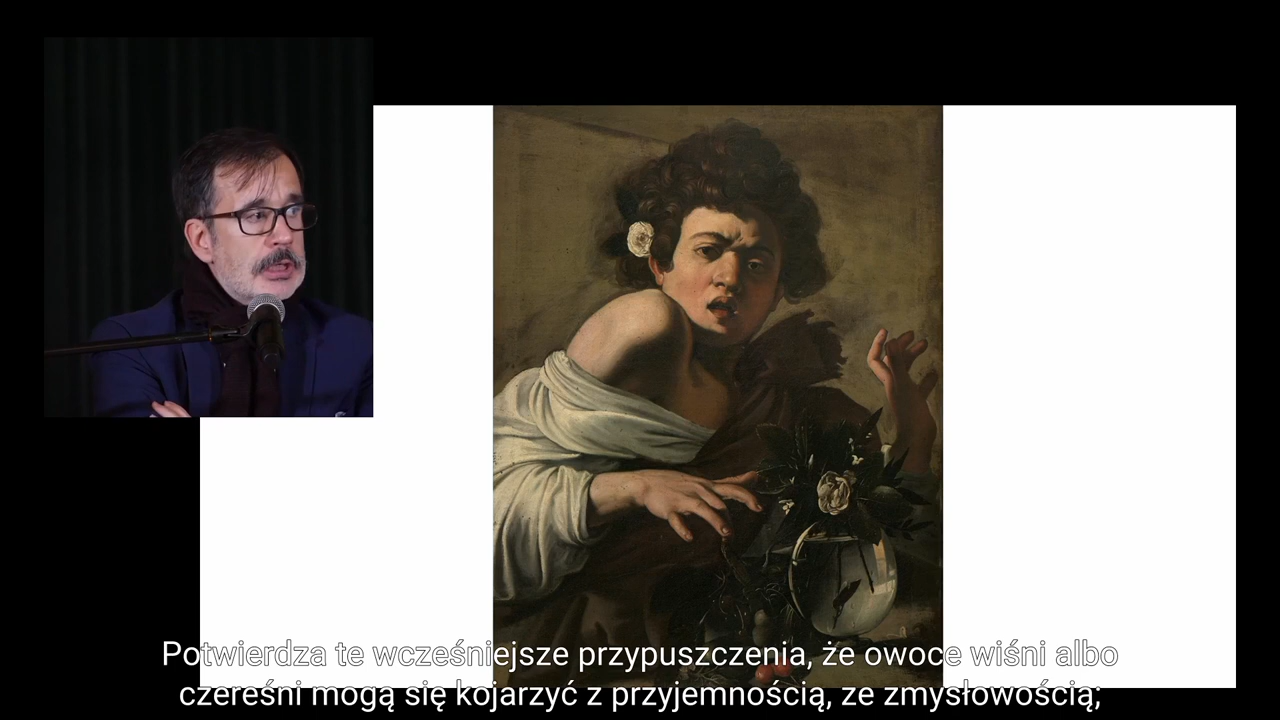 Potwierdza te wcześniejsze przypuszczenia, że owoce wiśni albo
czereśni mogą się kojarzyć z przyjemnością, ze zmysłowością;